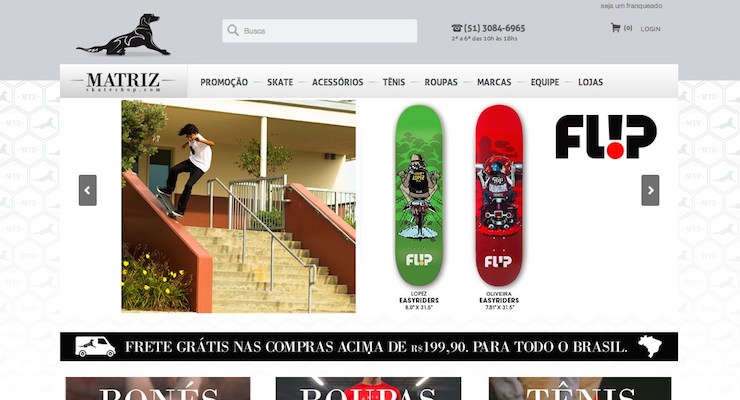 seja um franqueado
Busca
(51) 3084-6965
2ª a 6ª das 10h às 18hs
(0)
LOGIN
MATRIZ
skateshop.com
PROMOÇÃO
SKATE
ACESSÓRIOS
TÊNIS
ROUPAS
MARCAS
EQUIPE
LOJAS
FL!P
FLIP
FLIP
LOPEZ
EASYRIDERS
8.0" X 31.5"
OLIVEIRA
EASYRIDERS
7.81" X 31.5"
FRETE GRÁTIS NAS COMPRAS ACIMA DE R$199,90. PARA TODO O BRASIL.
BONÉS
ROUPAS
TÊNIS